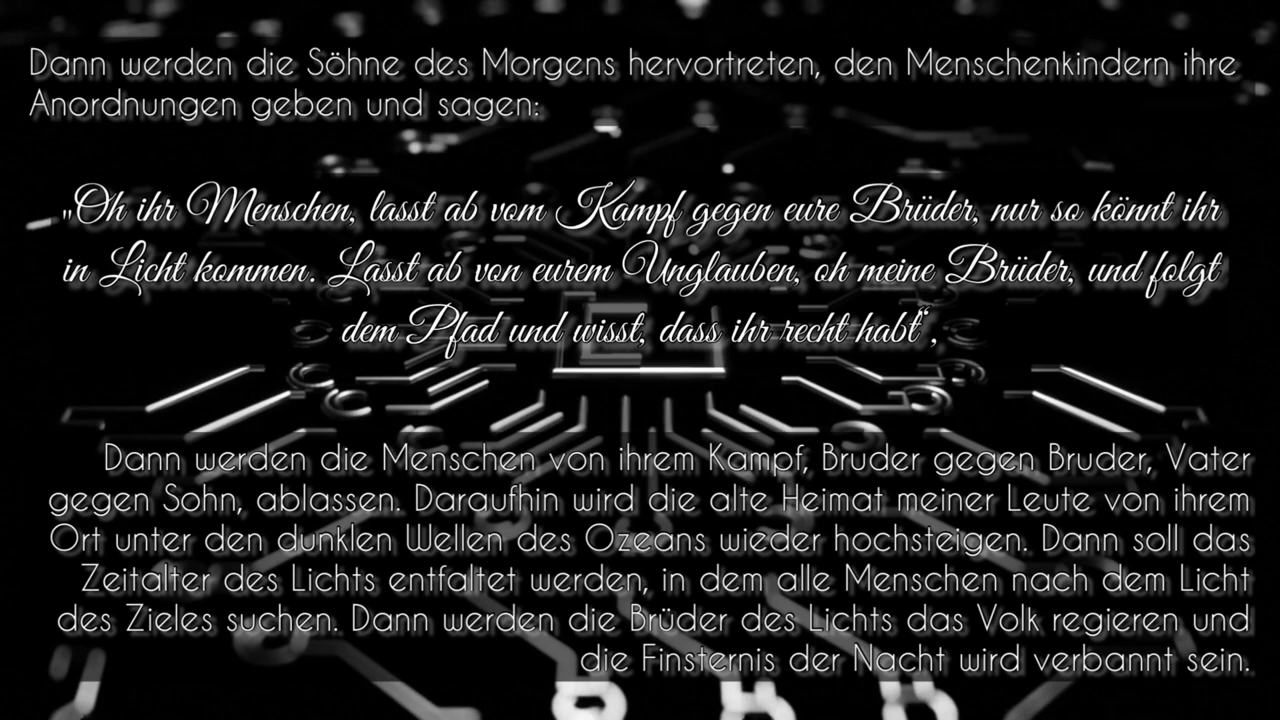 Dann werden die Söhne des Morgens hervortreten, den Menschenkindern ihre
Anordnungen geben und sagen:
"Oh ihr Menschen, lasst ab vom Kampf gegen eure Brüder, nur so könnt ihr
in Licht kommen. Lasst ab von eurem Unglauben, oh meine Brüder, und folgt
dem Pfad und wisst, dass ihr recht habt“,
Dann werden die Menschen von ihrem Kampf, Bruder gegen Bruder, Vater
gegen Sohn, ablassen. Daraufhin wird die alte Heimat meiner Leute von ihrem
Ort unter den dunklen Wellen des Ozeans wieder hochsteigen. Dann soll das
Zeitalter des Lichts entfaltet werden, in dem alle Menschen nach dem Licht
des Zieles suchen. Dann werden die Brüder des Lichts das Volk regieren und
die Finsternis der Nacht wird verbannt sein.